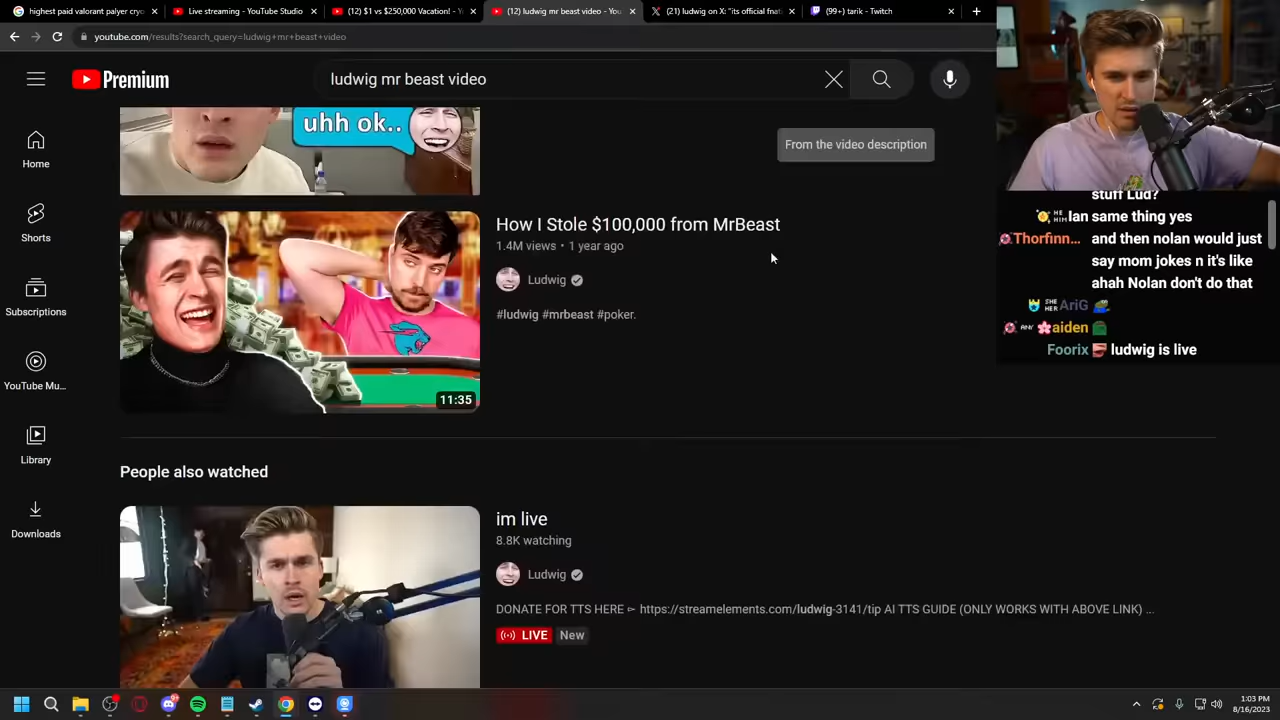 highest paid valorant palyer cryp
Live streaming - YouTube Studio
(12) $1 vs $250,000 Vacation! - Y
(12) ludwig mr beast video - You
(21) ludwig on X: "its official fnati
(99+) tarik - Twitch
youtube.com/results?search_query=ludwig+mr+beast+video
Premium
ludwig mr beast video
uhh ok..
From the video description
Home
Shorts
Subscriptions
YouTube Mu...
Library
Downloads
How I Stole $100,000 from MrBeast
1.4M views • 1 year ago
Ludwig
#ludwig #mrbeast #poker.
11:35
People also watched
im live
8.8K watching
Ludwig
DONATE FOR TTS HERE ► https://streamelements.com/ludwig-3141/tip AI TTS GUIDE (ONLY WORKS WITH ABOVE LINK) ...
LIVE New
stuff Lud?
HE HIM Ian same thing yes
Thorfinn... and then nolan would just
say mom jokes n it's like
ahah Nolan don't do that
SHE HER AriG
ANY aiden
Foorix ludwig is live
1:03 PM
8/16/2023